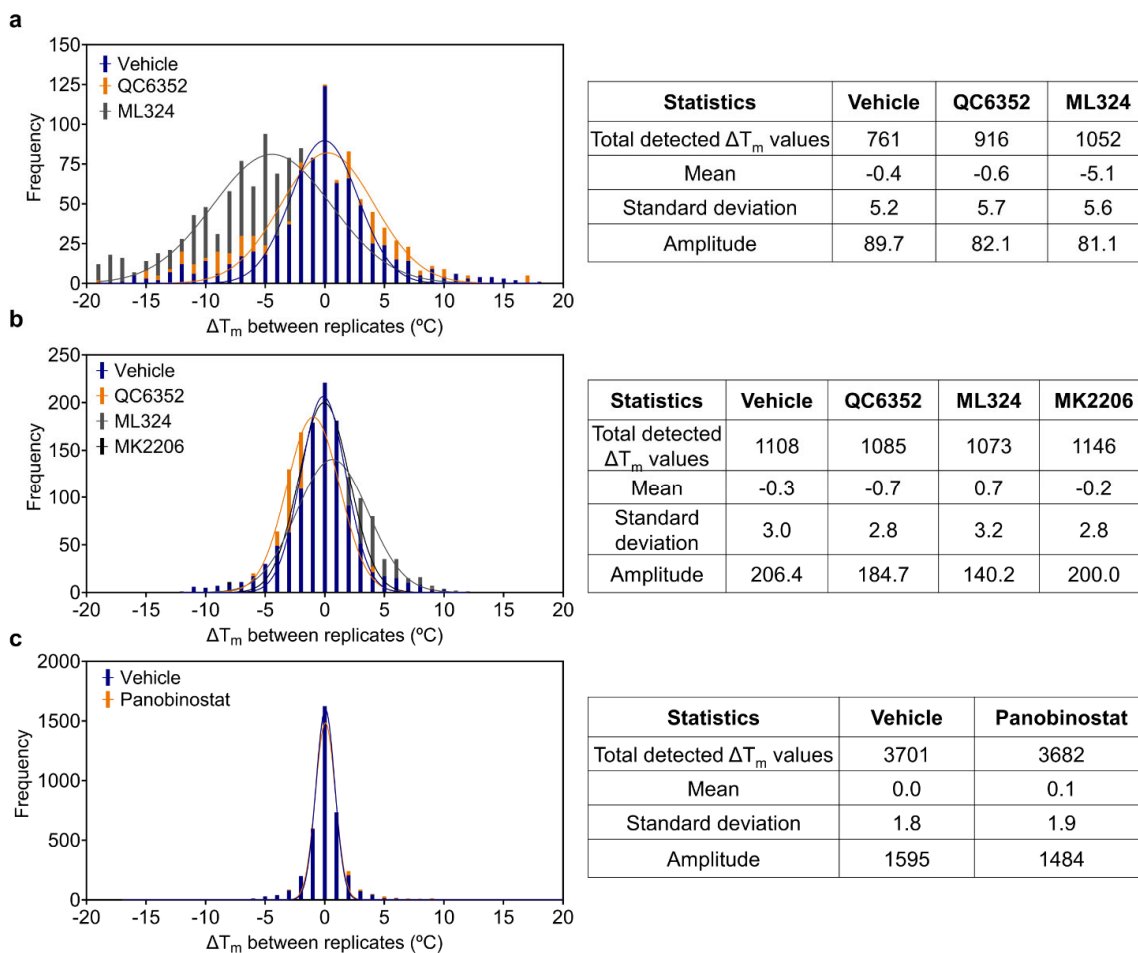 a
150
125
100
75
50
25
0
Frequency
Vehicle
QC6352
ML324
-20 -15 -10 -5 0 5 10 15 20
ΔTm between replicates (ºC)
Statistics Vehicle QC6352 ML324
Total detected ΔTm values 761 916 1052
Mean -0.4 -0.6 -5.1
Standard deviation 5.2 5.7 5.6
Amplitude 89.7 82.1 81.1
b
250
200
150
100
50
0
Frequency
Vehicle
QC6352
ML324
MK2206
-20 -15 -10 -5 0 5 10 15 20
ΔTm between replicates (ºC)
Statistics Vehicle QC6352 ML324 MK2206
Total detected
ΔTm values 1108 1085 1073 1146
Mean -0.3 -0.7 0.7 -0.2
Standard
deviation 3.0 2.8 3.2 2.8
Amplitude 206.4 184.7 140.2 200.0
c
2000
1500
1000
500
0
Frequency
Vehicle
Panobinostat
-20 -15 -10 -5 0 5 10 15 20
ΔTm between replicates (ºC)
Statistics Vehicle Panobinostat
Total detected ΔTm values 3701 3682
Mean 0.0 0.1
Standard deviation 1.8 1.9
Amplitude 1595 1484